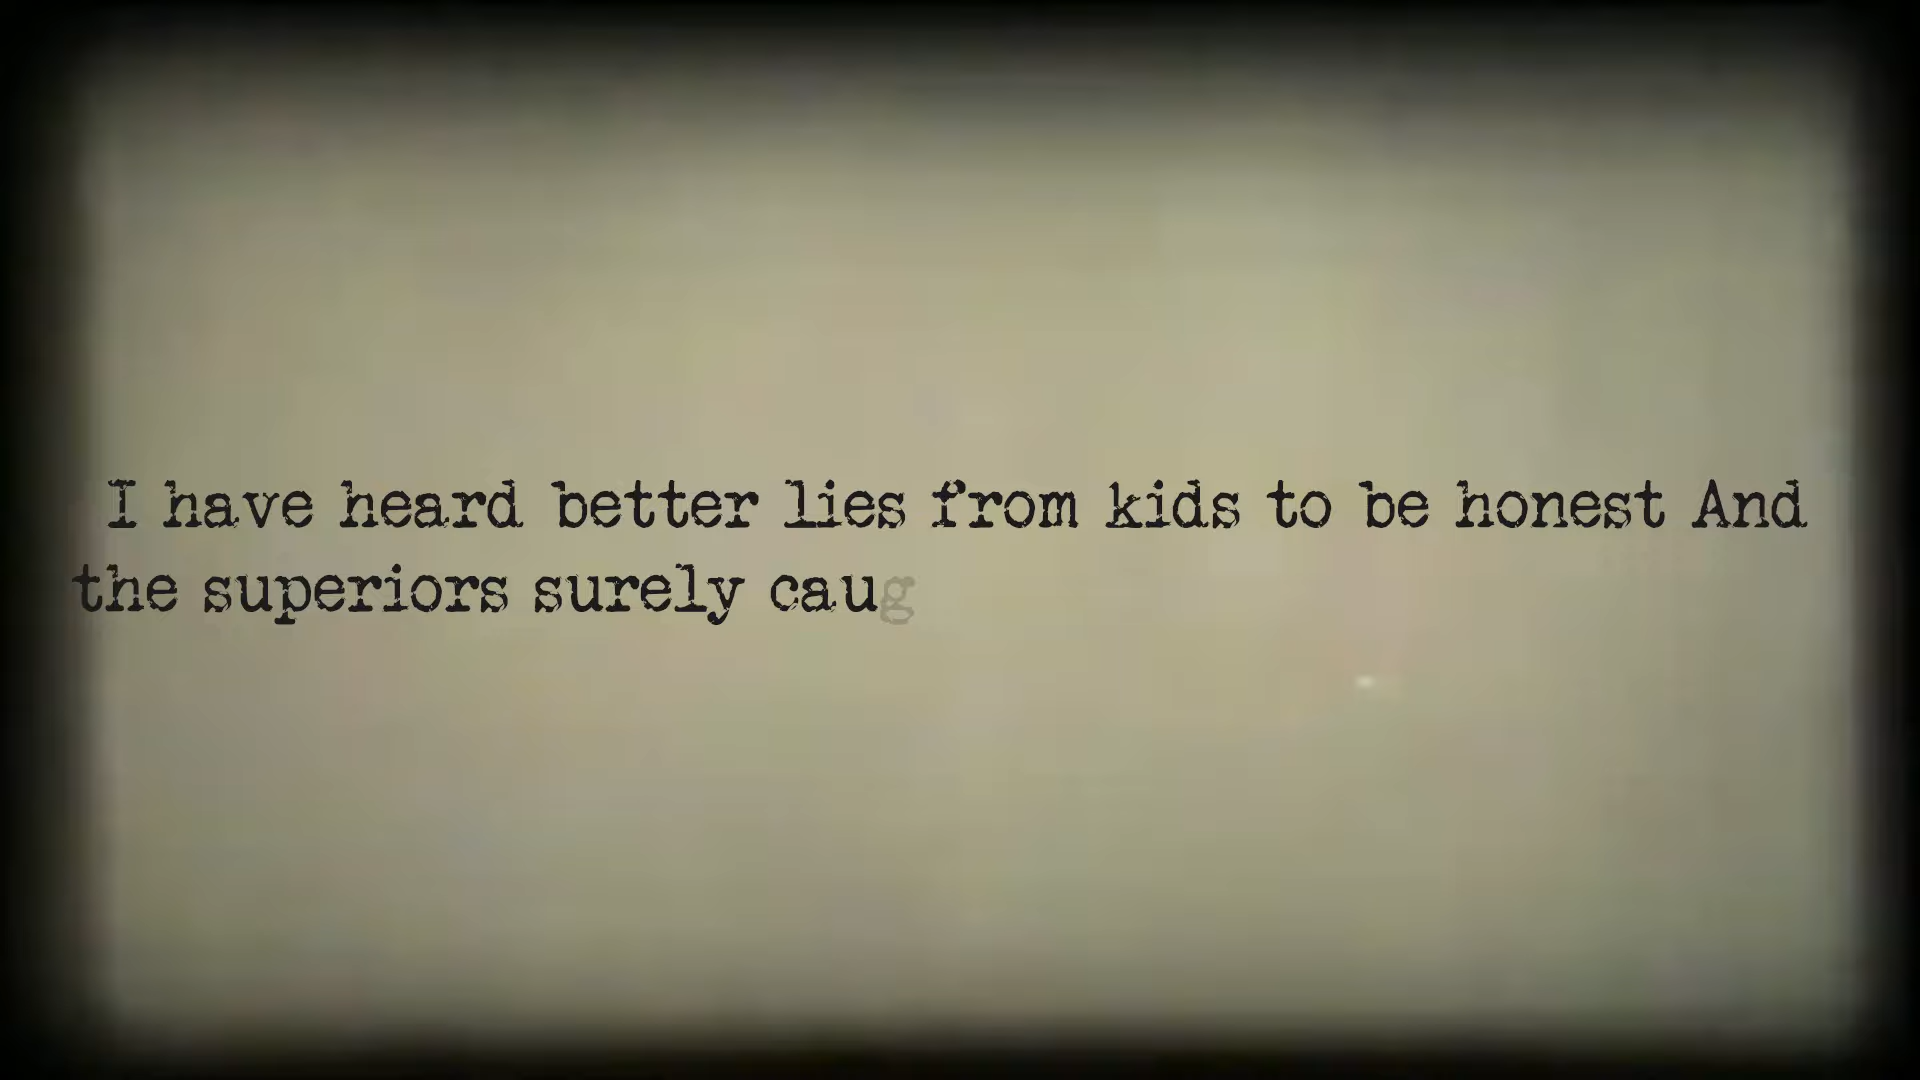 I have heard better lies from kids to be honest And
the superiors surely caug